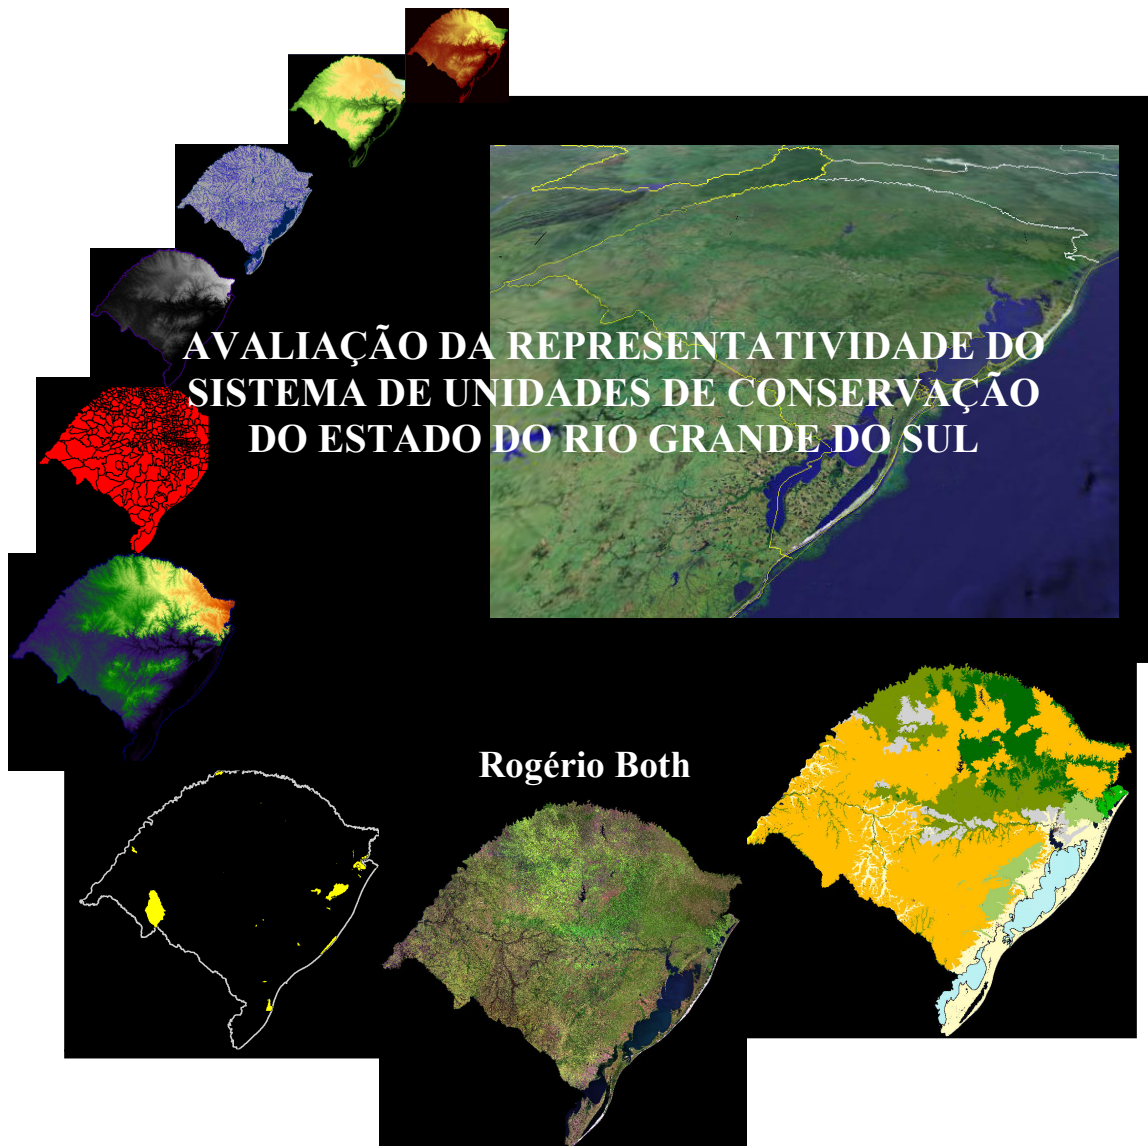 AVALIAÇÃO DA REPRESENTATIVIDADE DO
SISTEMA DE UNIDADES DE CONSERVAÇÃO
DO ESTADO DO RIO GRANDE DO SUL
Rogério Both